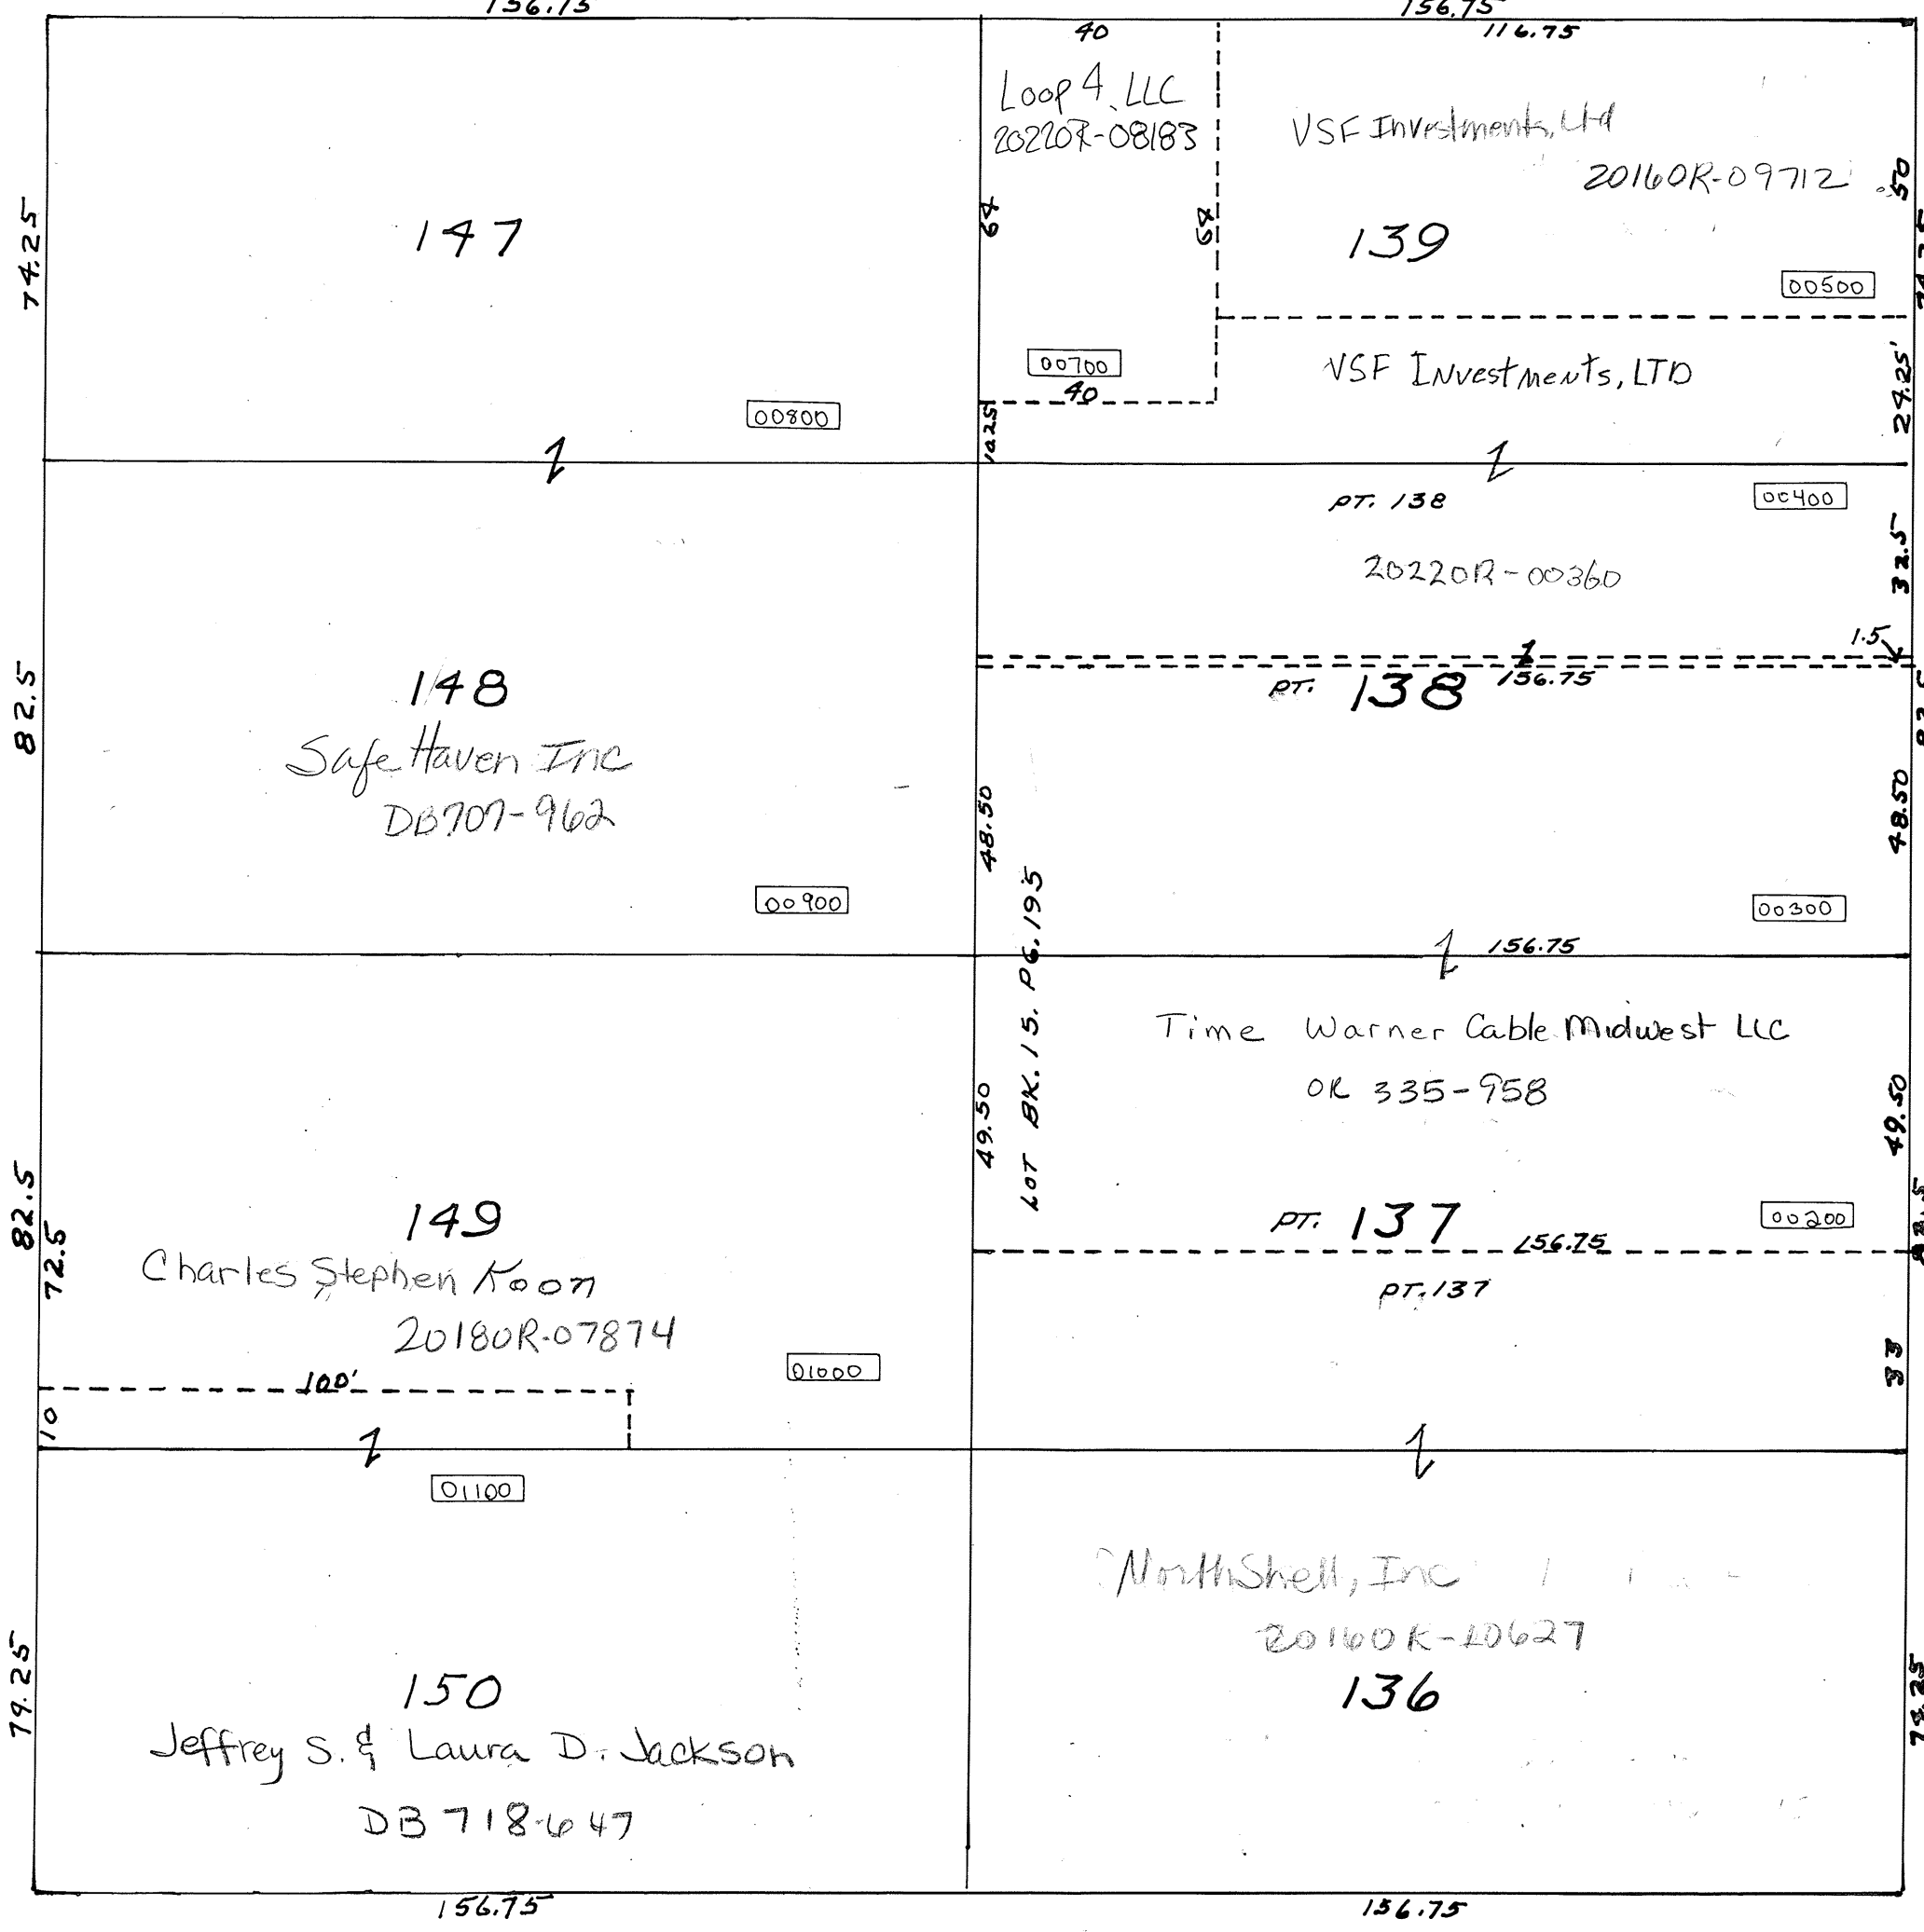 156.75
156.75
40
116.75
Loop 4 LLC
20220R-08183
VSF Investments, Ltd
20160R-09712
50
74.25
147
64
64
139
00500
00700
40
VSF Investments, LTD
24.25'
00800
10.25
PT. 138
00400
32.5
20220R-00360
1.5
156.75
82.5
148
PT. 138
Safe Haven Inc
DB707-962
48.50
48.50
00900
00300
LOT BK. 15. PG. 195
156.75
Time Warner Cable Midwest LLC
OR 335-958
49.50
49.50
82.5
72.5
149
PT. 137
00200
156.75
Charles Stephen Koon
20180R-07874
PT. 137
33
100'
01000
10
01100
NorthShell, Inc
79.25
150
136
Jeffrey S. & Laura D. Jackson
DB 718-647
156.75
156.75